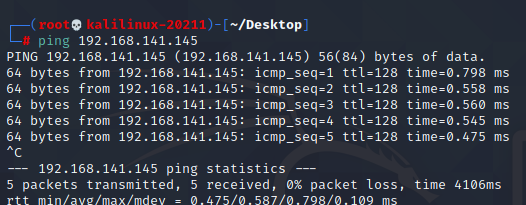 (root💀kalilinux-20211)-[~/Desktop]
# ping 192.168.141.145
PING 192.168.141.145 (192.168.141.145) 56(84) bytes of data.
64 bytes from 192.168.141.145: icmp_seq=1 ttl=128 time=0.798 ms
64 bytes from 192.168.141.145: icmp_seq=2 ttl=128 time=0.558 ms
64 bytes from 192.168.141.145: icmp_seq=3 ttl=128 time=0.560 ms
64 bytes from 192.168.141.145: icmp_seq=4 ttl=128 time=0.545 ms
64 bytes from 192.168.141.145: icmp_seq=5 ttl=128 time=0.475 ms
^C
--- 192.168.141.145 ping statistics ---
5 packets transmitted, 5 received, 0% packet loss, time 4106ms
rtt min/avg/max/mdev = 0.475/0.587/0.798/0.109 ms